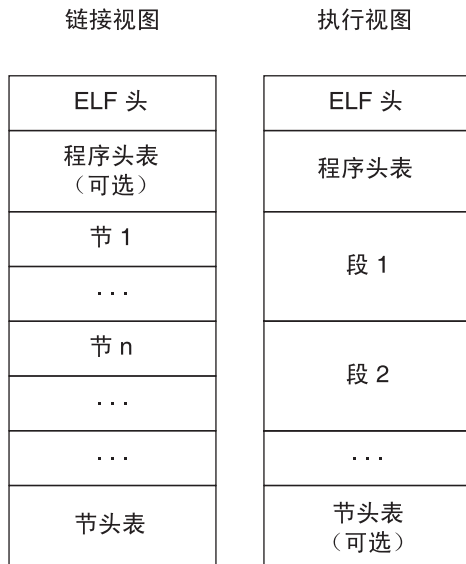 链接视图
ELF 头
程序头表
（可选）
节 1
. . .
节 n
. . .
. . .
节头表
执行视图
ELF 头
程序头表
段 1
段 2
. . .
节头表
（可选）